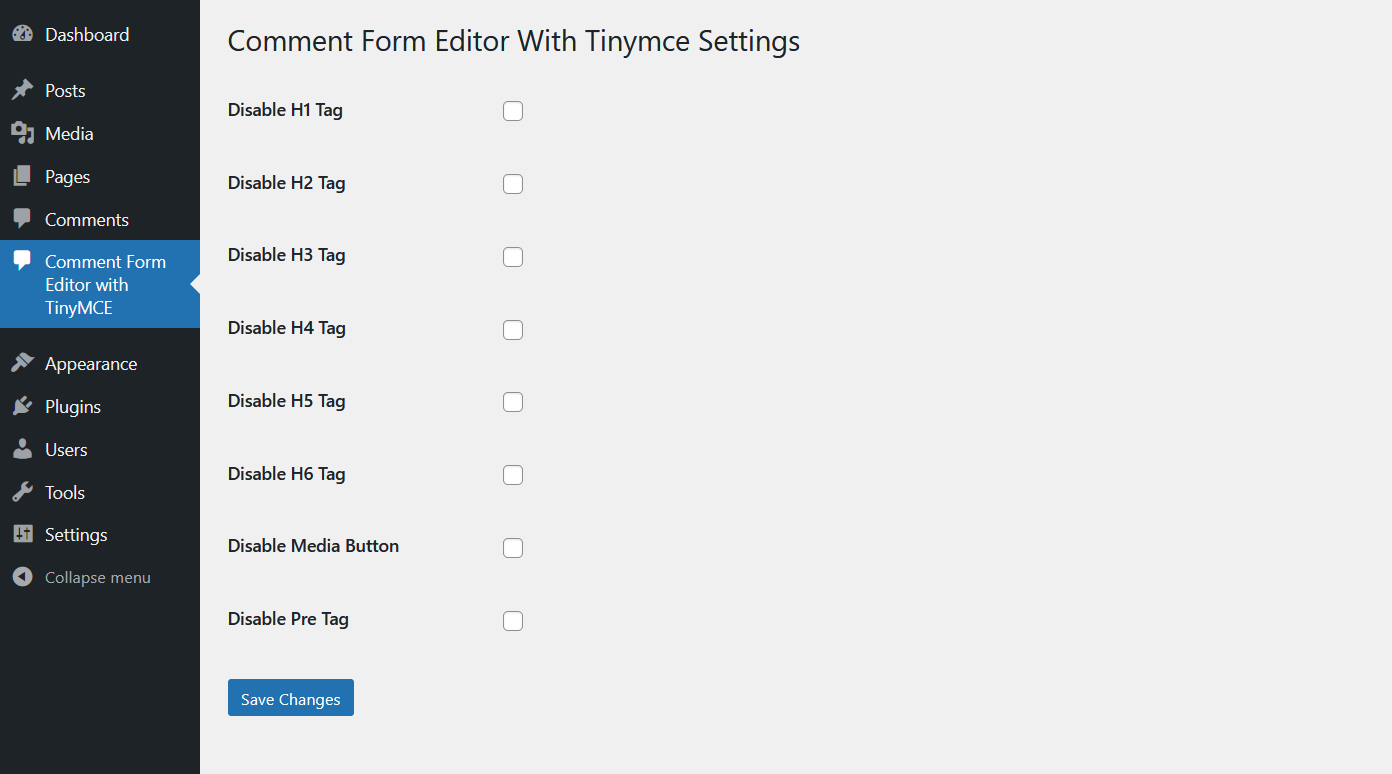 Dashboard
Posts
Media
Pages
Comments
Comment Form
Editor with
TinyMCE
Appearance
Plugins
Users
Tools
Settings
Collapse menu
Comment Form Editor With Tinymce Settings
Disable H1 Tag
Disable H2 Tag
Disable H3 Tag
Disable H4 Tag
Disable H5 Tag
Disable H6 Tag
Disable Media Button
Disable Pre Tag
Save Changes